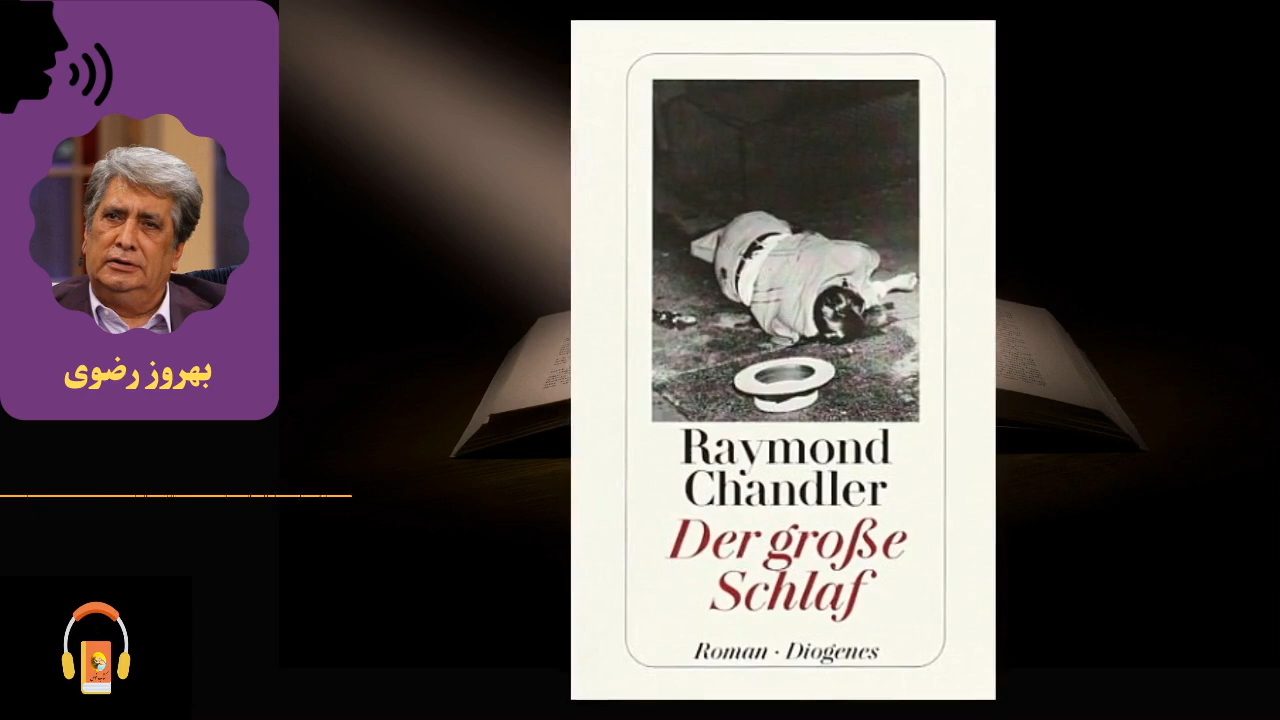 بهروز رضوی
Raymond
Chandler
Der große
Schlaf
Roman · Diogenes